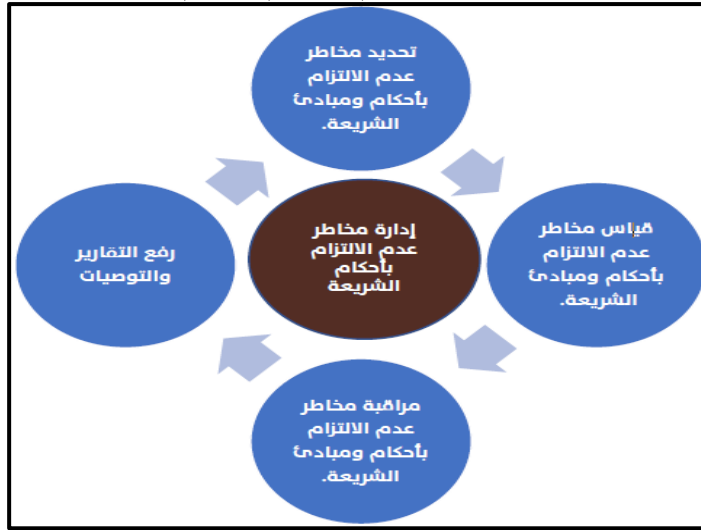 تحديد مخاطر
عدم الالتزام
بأحكام ومبادئ
الشريعة.
إدارة مخاطر
عدم الالتزام
بأحكام
الشريعة
قياس مخاطر
عدم الالتزام
بأحكام ومبادئ
الشريعة.
مراقبة مخاطر
عدم الالتزام
بأحكام ومبادئ
الشريعة.
رفع التقارير
والتوصيات